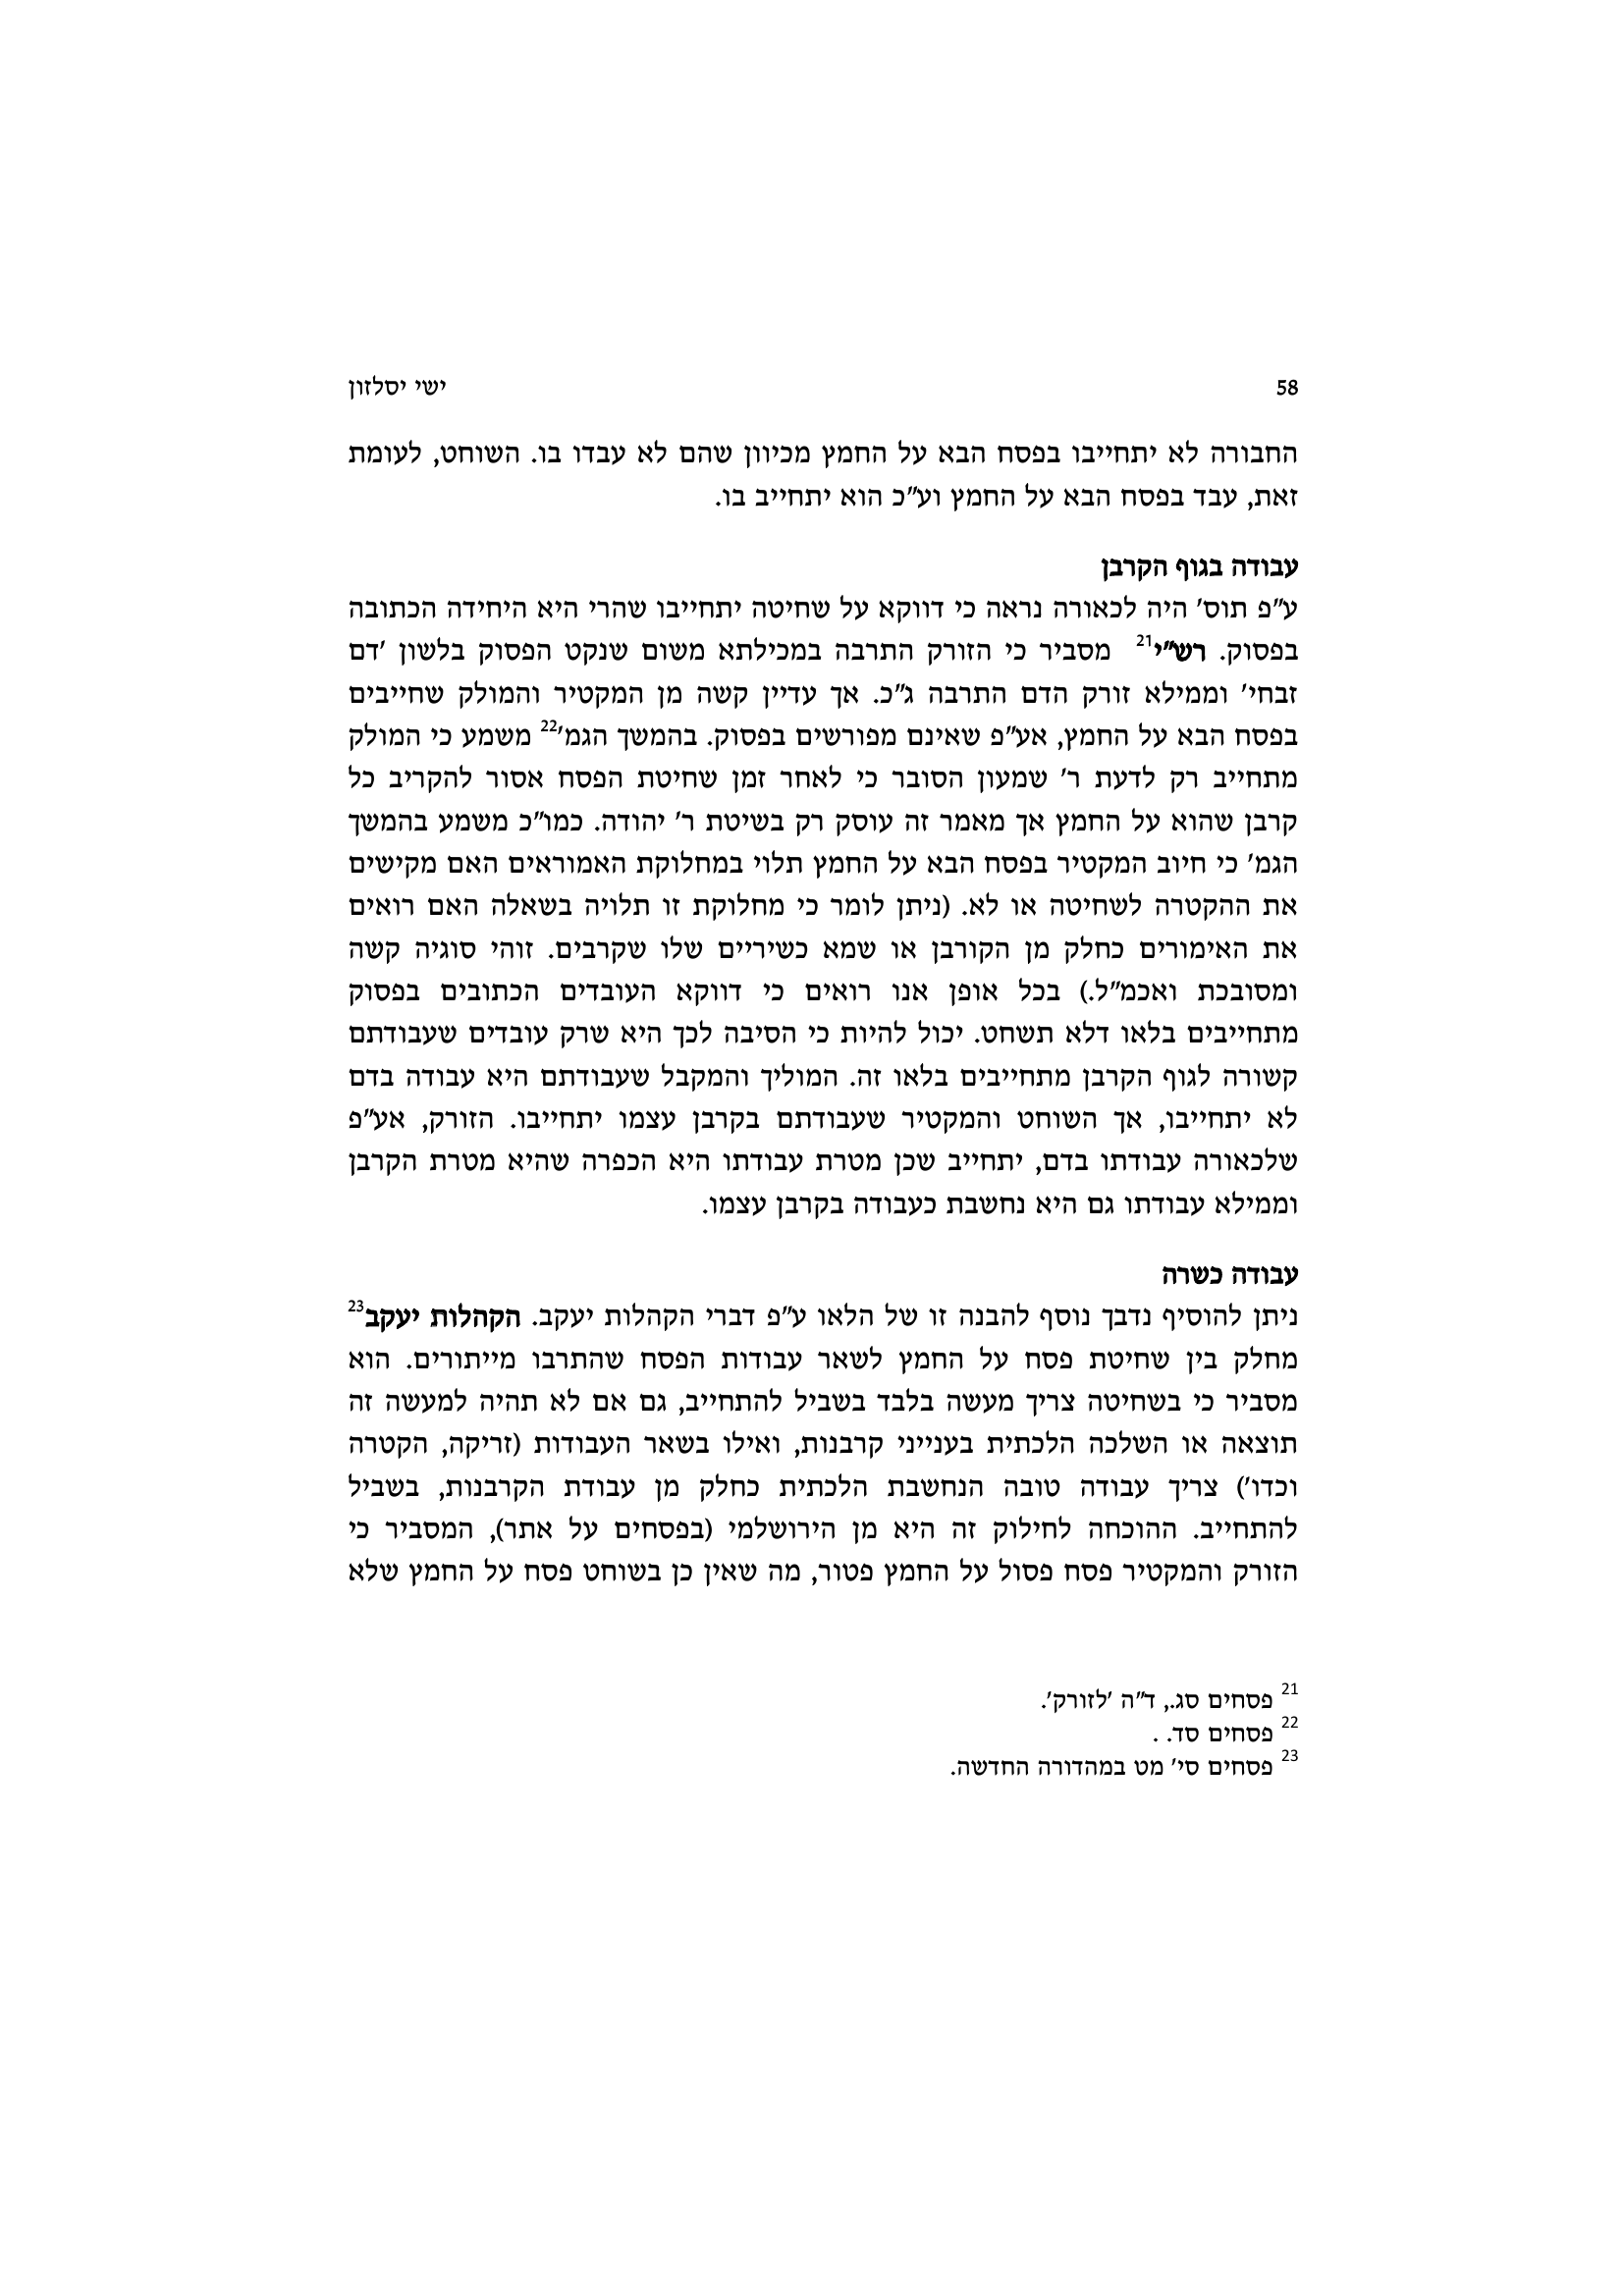 58 ישי יסלזון
החבורה לא יתחייבו בפסח הבא על החמץ מכיוון שהם לא עבדו בו. השוחט, לעומת
זאת, עבד בפסח הבא על החמץ וע"כ הוא יתחייב בו.
עבודה בגוף הקרבן
ע"פ תוס' היה לכאורה נראה כי דווקא על שחיטה יתחייבו שהרי היא היחידה הכתובה
בפסוק. רש"י21 מסביר כי הזורק התרבה במכילתא משום שנקט הפסוק בלשון 'דם
זבחי' וממילא זורק הדם התרבה ג"כ. אך עדיין קשה מן המקטיר והמולק שחייבים
בפסח הבא על החמץ, אע"פ שאינם מפורשים בפסוק. בהמשך הגמ'22 משמע כי המולק
מתחייב רק לדעת ר' שמעון הסובר כי לאחר זמן שחיטת הפסח אסור להקריב כל
קרבן שהוא על החמץ אך מאמר זה עוסק רק בשיטת ר' יהודה. כמו"כ משמע בהמשך
הגמ' כי חיוב המקטיר בפסח הבא על החמץ תלוי במחלוקת האמוראים האם מקישים
את ההקטרה לשחיטה או לא. (ניתן לומר כי מחלוקת זו תלויה בשאלה האם רואים
את האימורים כחלק מן הקורבן או שמא כשיריים שלו שקרבים. זוהי סוגיה קשה
ומסובכת ואכמ"ל.) בכל אופן אנו רואים כי דווקא העובדים הכתובים בפסוק
מתחייבים בלאו דלא תשחט. יכול להיות כי הסיבה לכך היא שרק עובדים שעבודתם
קשורה לגוף הקרבן מתחייבים בלאו זה. המוליך והמקבל שעבודתם היא עבודה בדם
לא יתחייבו, אך השוחט והמקטיר שעבודתם בקרבן עצמו יתחייבו. הזורק, אע"פ
שלכאורה עבודתו בדם, יתחייב שכן מטרת עבודתו היא הכפרה שהיא מטרת הקרבן
וממילא עבודתו גם היא נחשבת כעבודה בקרבן עצמו.
עבודה כשרה
ניתן להוסיף נדבך נוסף להבנה זו של הלאו ע"פ דברי הקהלות יעקב. הקהלות יעקב23
מחלק בין שחיטת פסח על החמץ לשאר עבודות הפסח שהתרבו מייתורים. הוא
מסביר כי בשחיטה צריך מעשה בלבד בשביל להתחייב, גם אם לא תהיה למעשה זה
תוצאה או השלכה הלכתית בענייני קרבנות, ואילו בשאר העבודות (זריקה, הקטרה
וכדו') צריך עבודה טובה הנחשבת הלכתית כחלק מן עבודת הקרבנות, בשביל
להתחייב. ההוכחה לחילוק זה היא מן הירושלמי (בפסחים על אתר), המסביר כי
הזורק והמקטיר פסח פסול על החמץ פטור, מה שאין כן בשוחט פסח על החמץ שלא
21 פסחים סג., ד"ה 'לזורק'.
22 פסחים סד. .
23 פסחים סי' מט במהדורה החדשה.